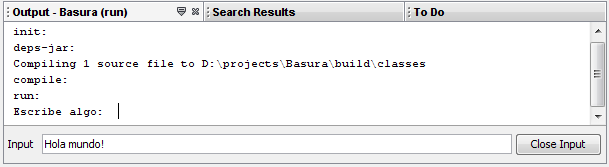 Output - Basura (run)
Search Results
To Do
init:
deps-jar:
Compiling 1 source file to D:\projects\Basura\build\classes
compile:
run:
Escribe algo:
Input
Hola mundo!
Close Input